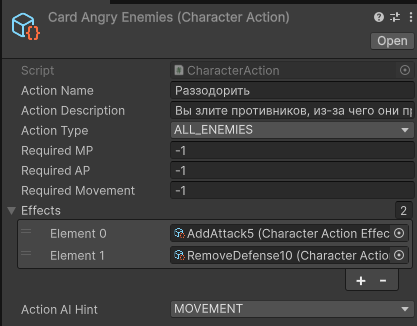 Card Angry Enemies (Character Action)
Open
Script CharacterAction
Action Name Раззодорить
Action Description Вы злите противников, из-за чего они п
Action Type ALL_ENEMIES
Required MP -1
Required AP -1
Required Movement -1
Effects 2
Element 0 AddAttack5 (Character Action Effec
Element 1 RemoveDefense10 (Character Actio
+ -
Action AI Hint MOVEMENT